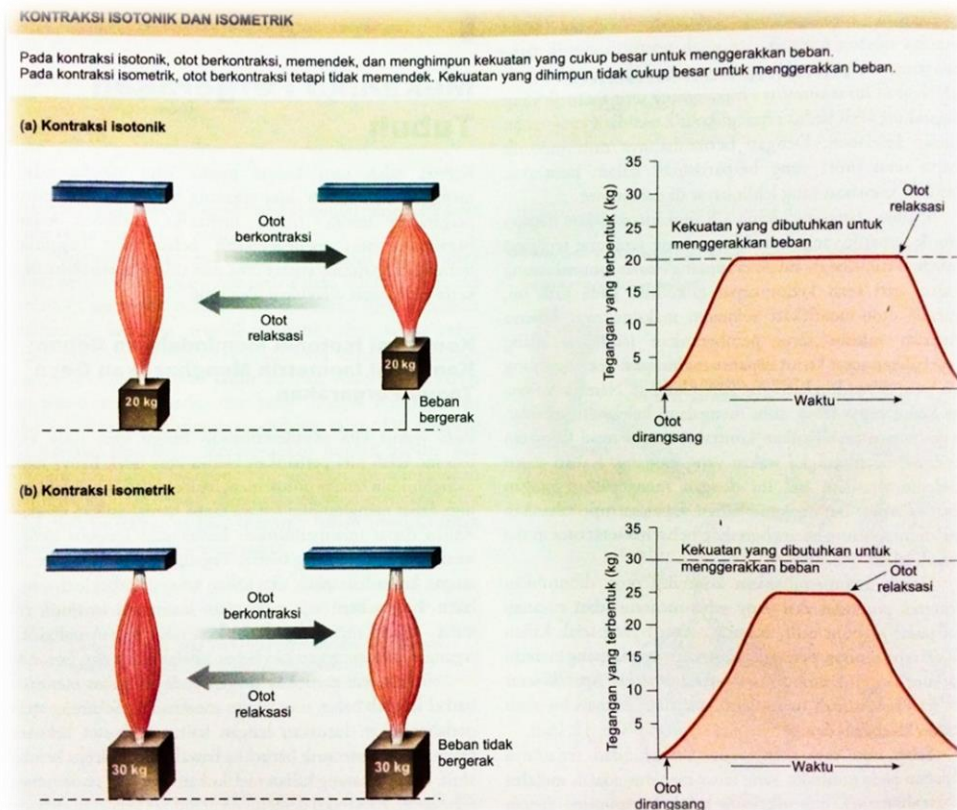 KONTRAKSI ISOTONIK DAN ISOMETRIK
Pada kontraksi isotonik, otot berkontraksi, memendek, dan menghimpun kekuatan yang cukup besar untuk menggerakkan beban.
Pada kontraksi isometrik, otot berkontraksi tetapi tidak memendek. Kekuatan yang dihimpun tidak cukup besar untuk menggerakkan beban.
(a) Kontraksi isotonik
Otot
berkontraksi
Otot
relaksasi
20 kg
20 kg
Beban
bergerak
Tegangan yang terbentuk (kg)
35
30
25
20
15
10
5
Kekuatan yang dibutuhkan untuk
menggerakkan beban
Otot
relaksasi
Waktu
Otot
dirangsang
(b) Kontraksi isometrik
Otot
berkontraksi
Otot
relaksasi
30 kg
30 kg
Beban tidak
bergerak
Tegangan yang terbentuk (kg)
35
30
25
20
15
10
5
Kekuatan yang dibutuhkan untuk
menggerakkan beban
Otot
relaksasi
Waktu
Otot
dirangsang